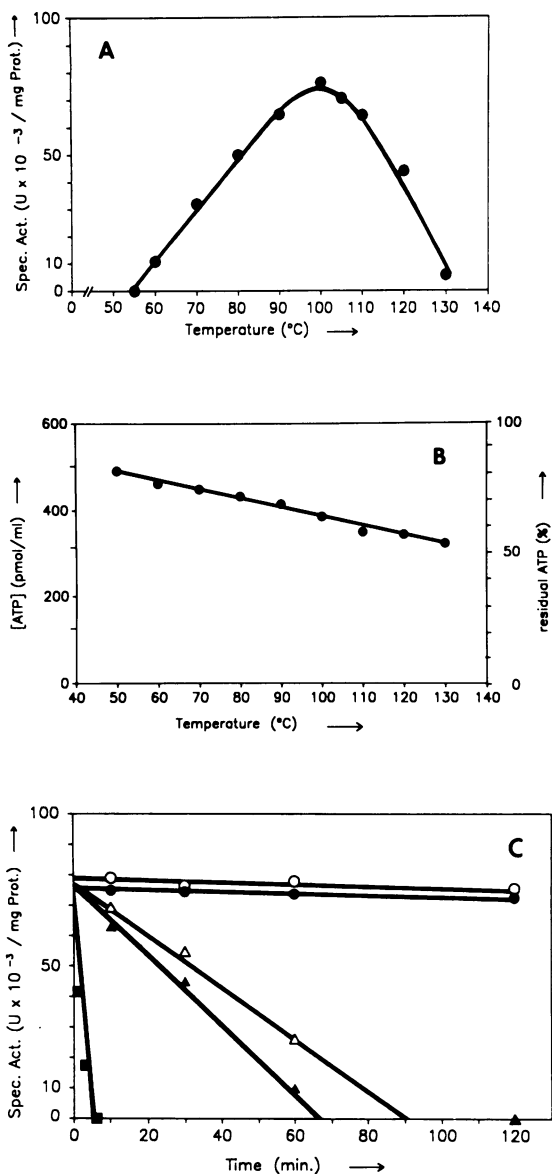 A
Spec. Act. (U x 10 -3 / mg Prot.) →
100
50
10
0
0 60 70 80 90 100 110 120 130 140
Temperature (°C) →
B
[ATP] (pmol/ml) →
600
400
200
0
100
50
0
residual ATP (%) →
40 50 60 70 80 90 100 110 120 130 140
Temperature (°C) →
C
Spec. Act. (U x 10 -3 / mg Prot.) →
100
50
10
0
0 20 40 60 80 100 120
Time (min.) →